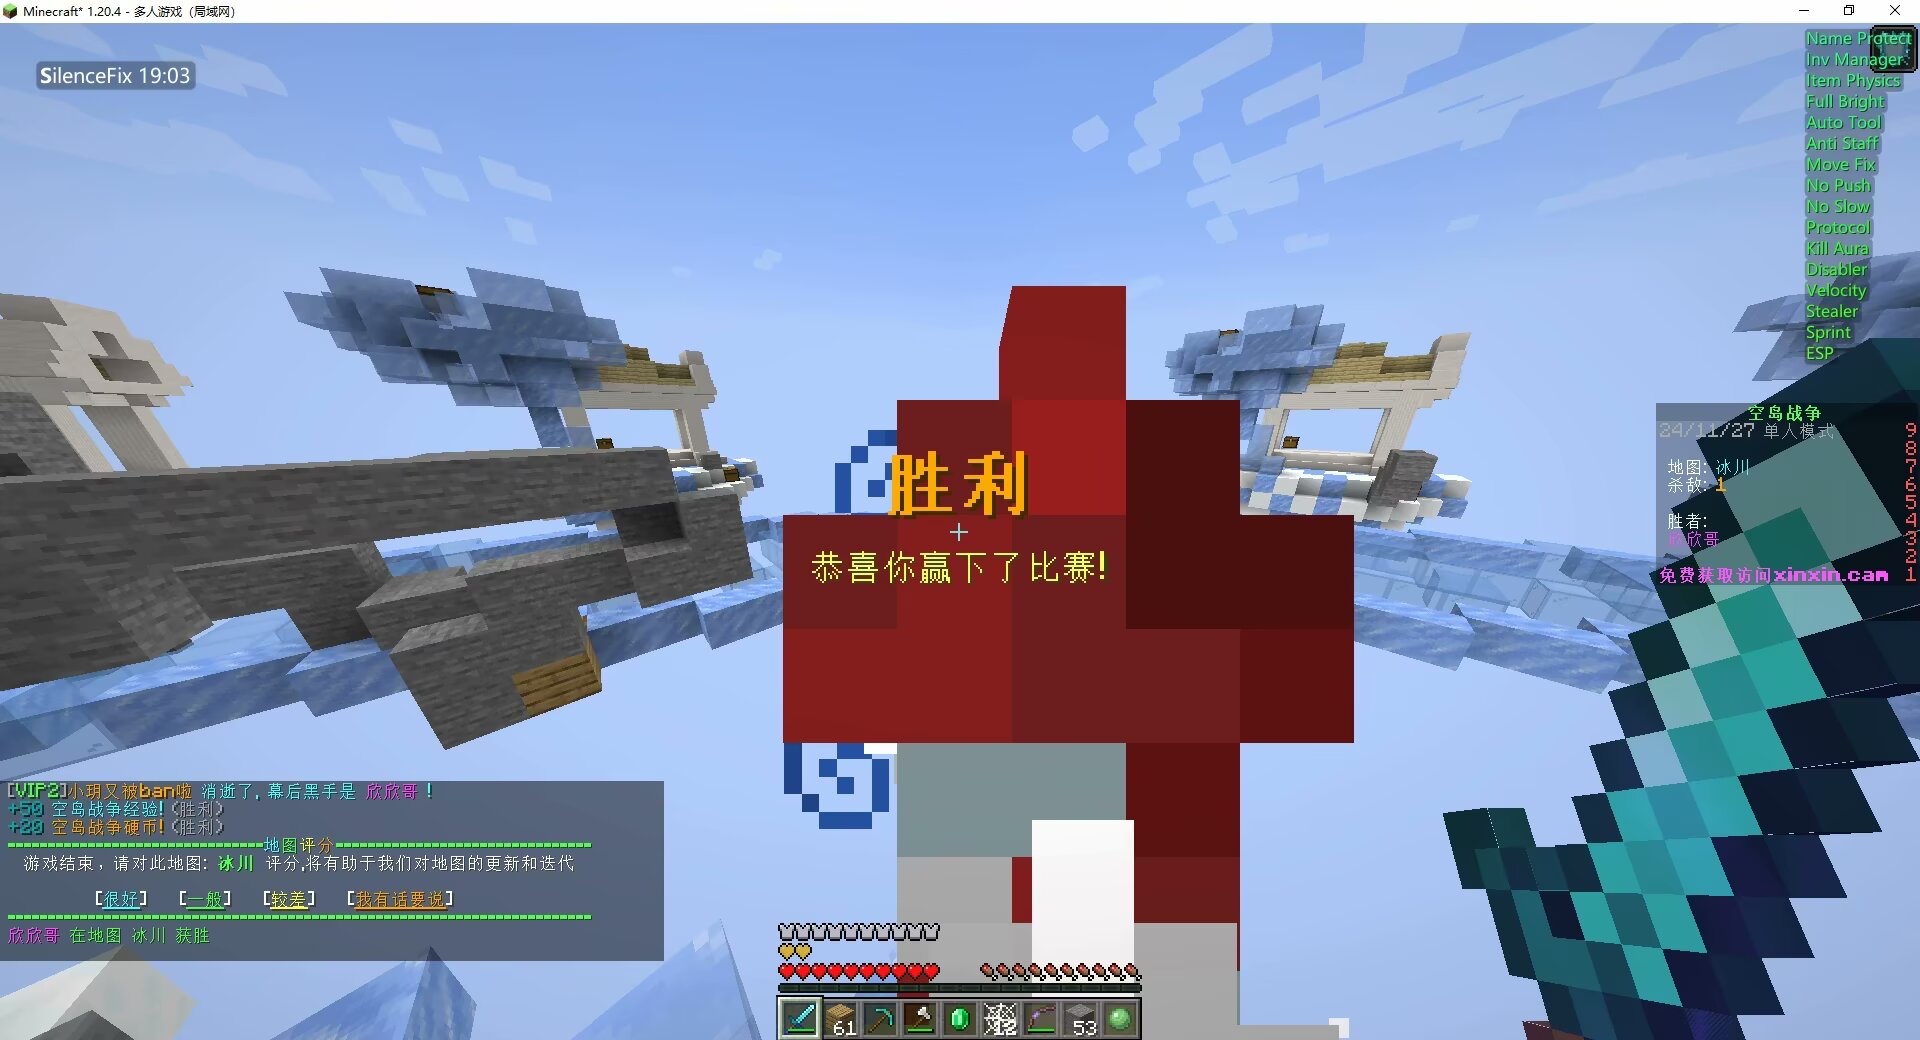 Minecraft* 1.20.4 - 多人游戏（局域网）
SilenceFix 19:03
Name Protect
Inv Manager
Item Physics
Full Bright
Auto Tool
Anti Staff
Move Fix
No Push
No Slow
Protocol
Kill Aura
Disabler
Velocity
Stealer
Sprint
ESP
胜利
恭喜你赢下了比赛!
空岛战争
24/11/27 单人模式 9
8
地图: 冰川 7
杀敌: 1 6
5
胜者: 4
欣欣哥 3
2
免费获取访问xinxin.cam 1
[VIP2]小玥又被ban啦 消逝了, 幕后黑手是 欣欣哥 !
+50 空岛战争经验! (胜利)
+20 空岛战争硬币! (胜利)
地图评分
游戏结束，请对此地图: 冰川 评分,将有助于我们对地图的更新和迭代
[很好] [一般] [较差] [我有话要说]
欣欣哥 在地图 冰川 获胜
61 12 53